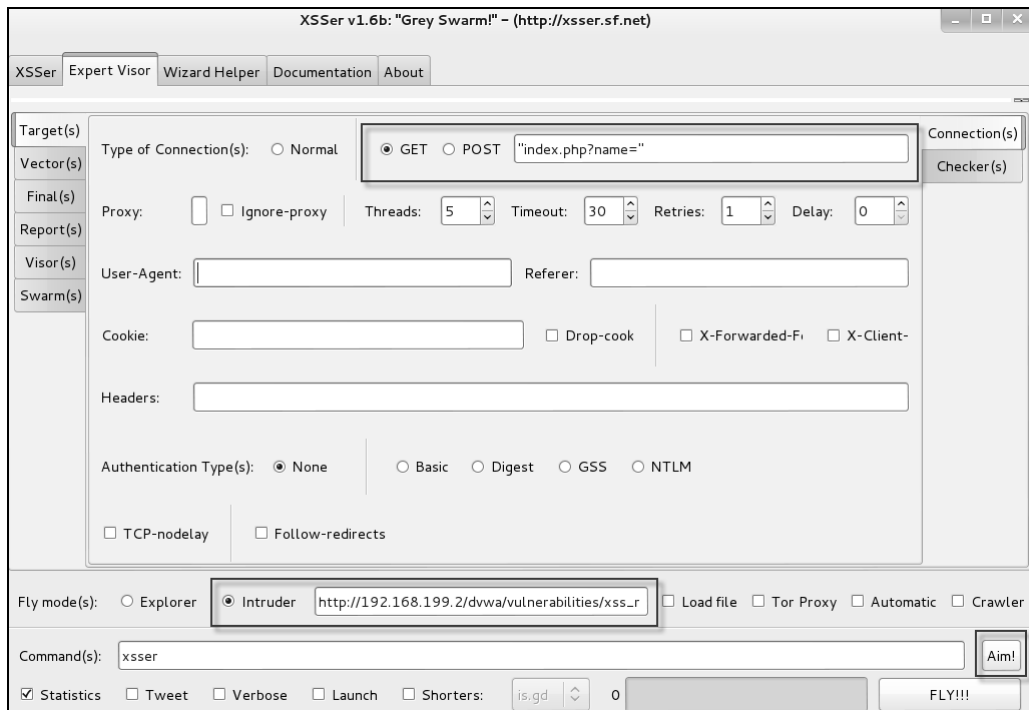 XSSer v1.6b: "Grey Swarm!" – (http://xsser.sf.net)
XSSer Expert Visor Wizard Helper Documentation About
Target(s)
Vector(s)
Final(s)
Report(s)
Visor(s)
Swarm(s)
Connection(s)
Checker(s)
Type of Connection(s): Normal GET POST "index.php?name="
Proxy: Ignore-proxy Threads: 5 Timeout: 30 Retries: 1 Delay: 0
User-Agent: Referer:
Cookie: Drop-cook X-Forwarded-F X-Client-
Headers:
Authentication Type(s): None Basic Digest GSS NTLM
TCP-nodelay Follow-redirects
Fly mode(s): Explorer Intruder http://192.168.199.2/dvwa/vulnerabilities/xss_r Load file Tor Proxy Automatic Crawler
Command(s): xsser Aim!
Statistics Tweet Verbose Launch Shorters: is.gd 0 FLY!!!